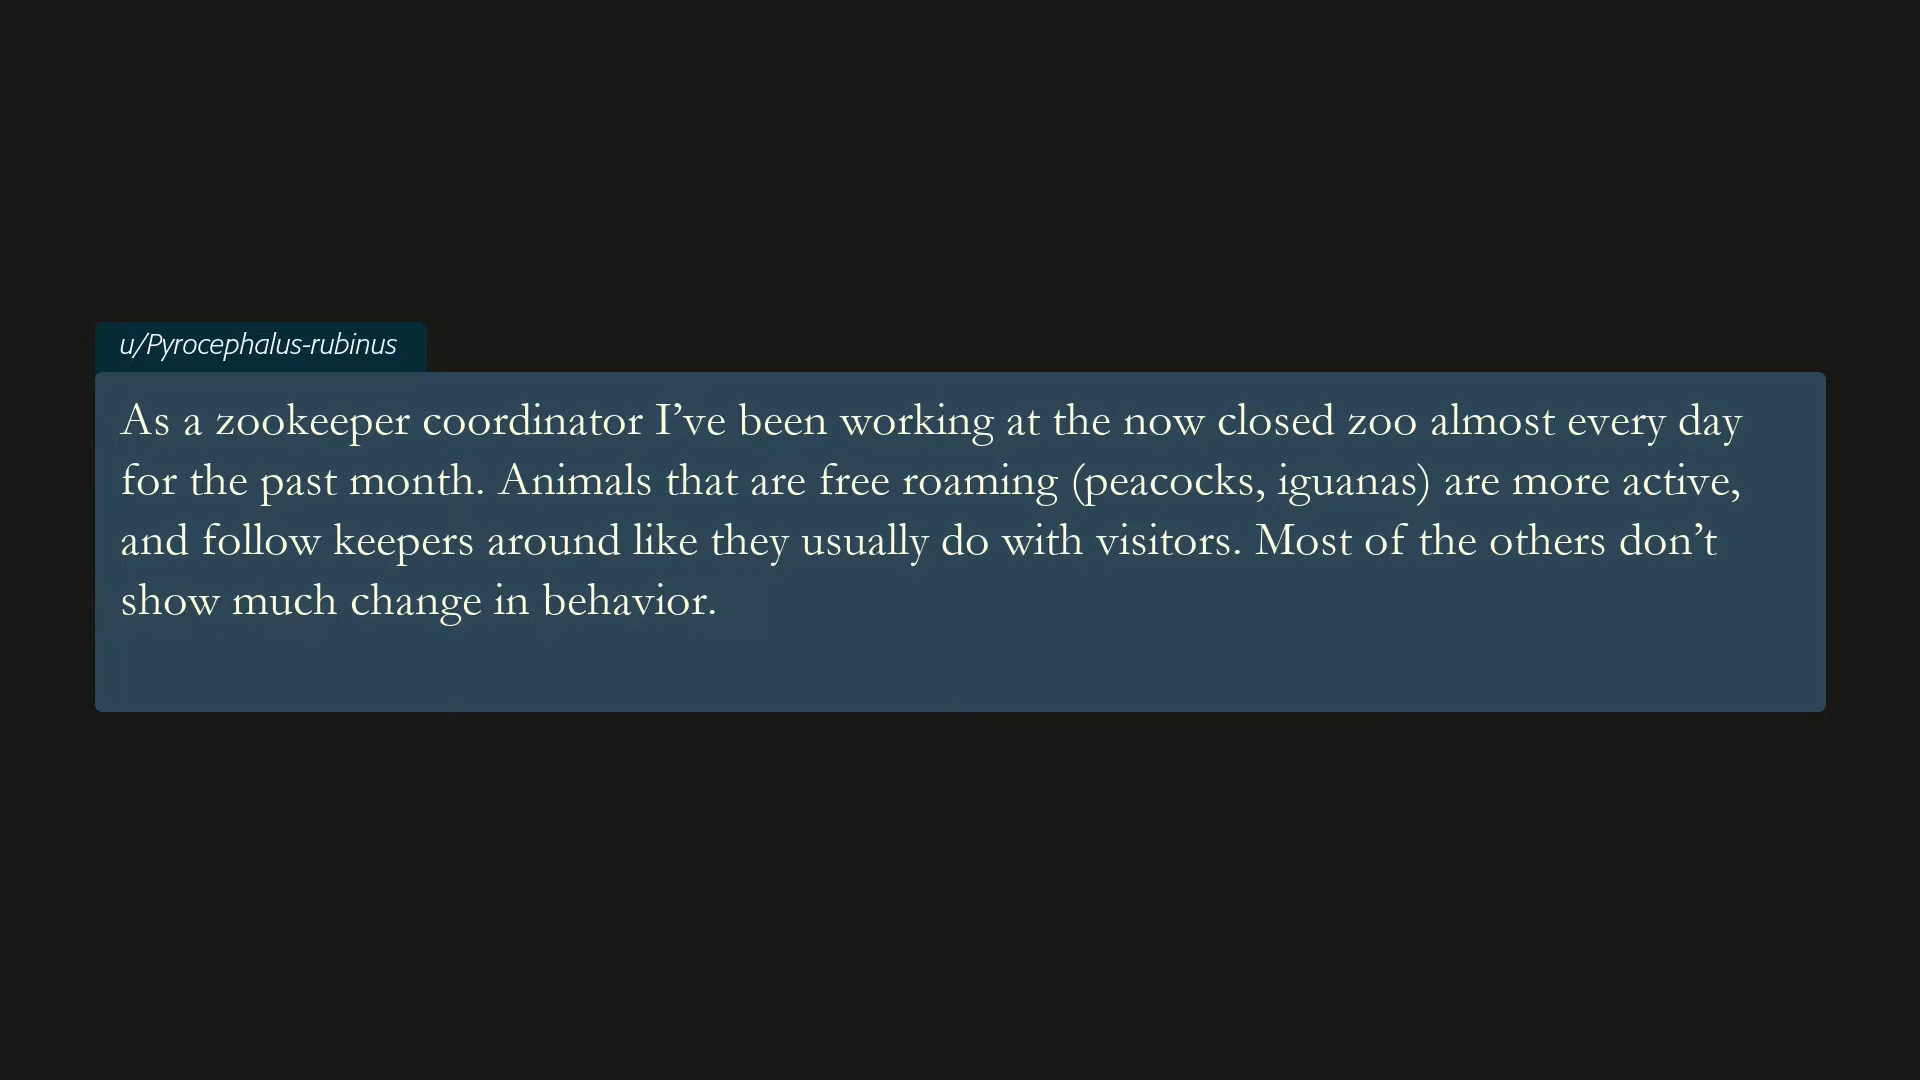 u/Pyrocephalus-rubinus
As a zookeeper coordinator I’ve been working at the now closed zoo almost every day
for the past month. Animals that are free roaming (peacocks, iguanas) are more active,
and follow keepers around like they usually do with visitors. Most of the others don’t
show much change in behavior.